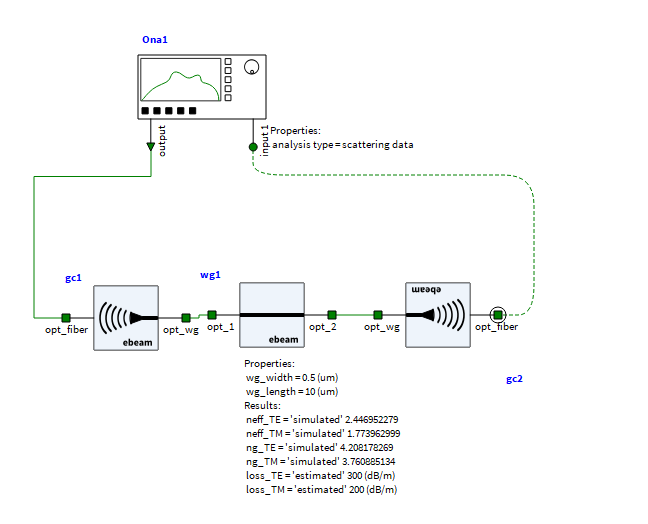 Ona1
output
input 1
Properties:
analysis type = scattering data
gc1
opt_fiber
ebeam
opt_wg
wg1
opt_1
ebeam
opt_2
opt_wg
ebeam
opt_fiber
gc2
Properties:
wg_width = 0.5 (um)
wg_length = 10 (um)
Results:
neff_TE = 'simulated' 2.446952279
neff_TM = 'simulated' 1.773962999
ng_TE = 'simulated' 4.208178269
ng_TM = 'simulated' 3.760885134
loss_TE = 'estimated' 300 (dB/m)
loss_TM = 'estimated' 200 (dB/m)